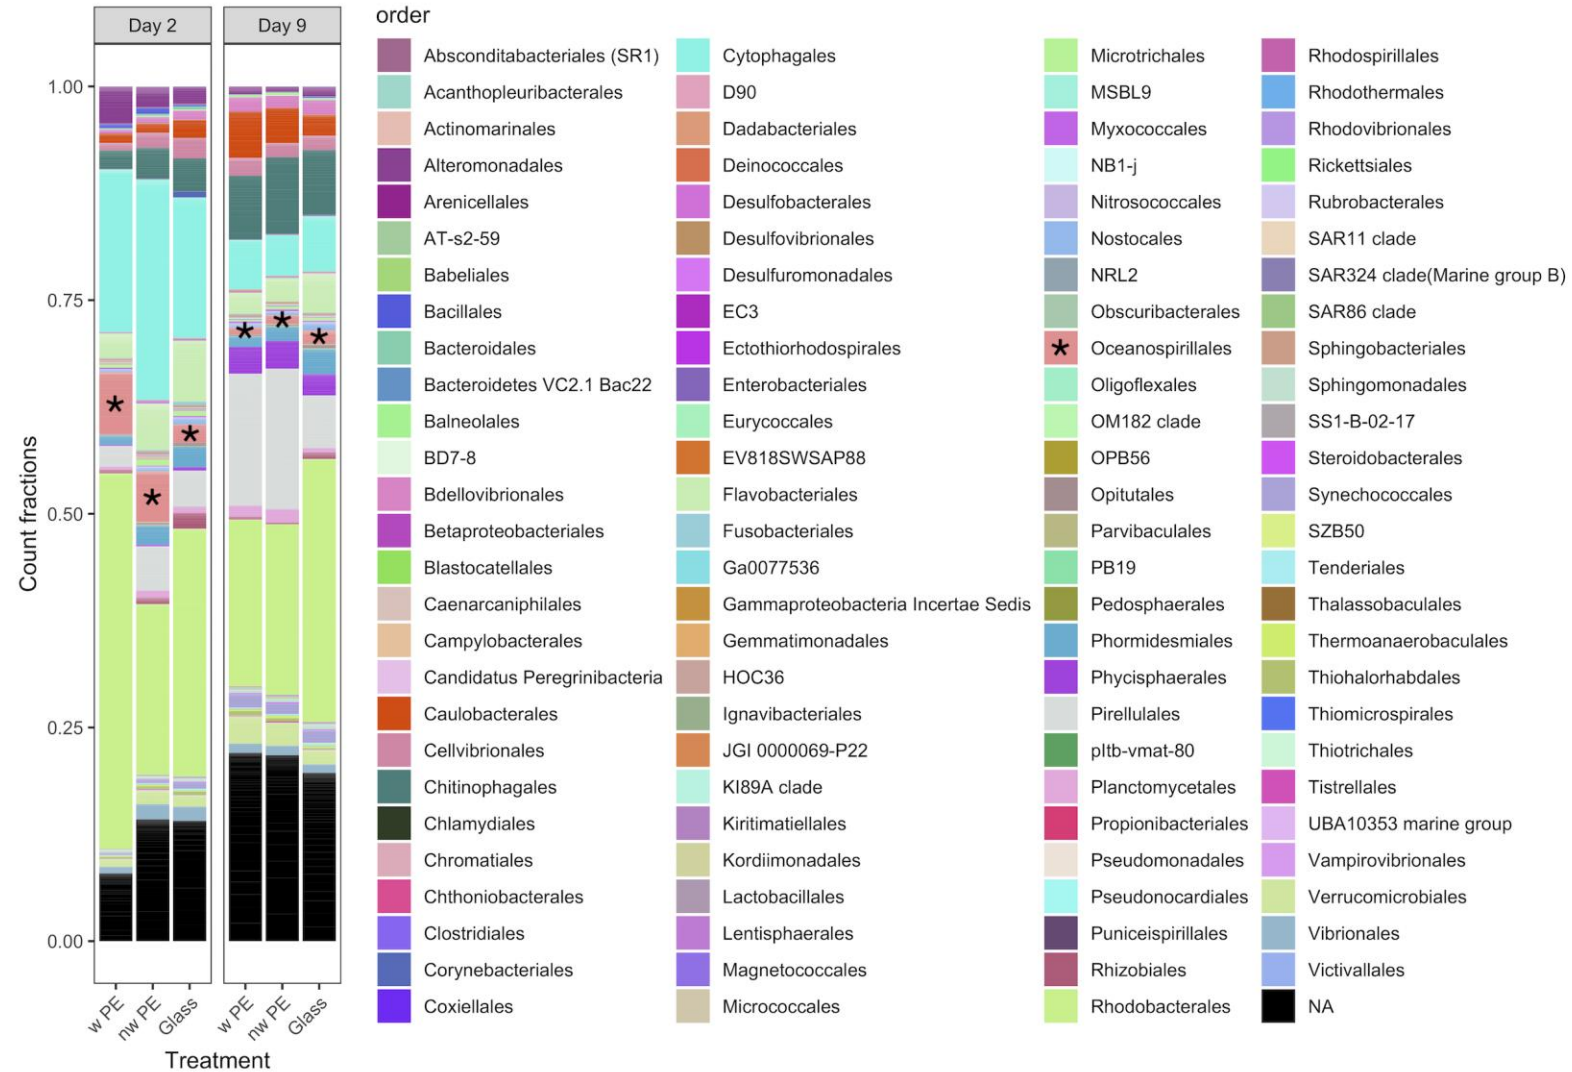 order
Day 2
Day 9
Count fractions
1.00
0.75
0.50
0.25
0.00
*
*
*
*
*
*
w PE
nw PE
Glass
w PE
nw PE
Glass
Treatment
Absconditabacteriales (SR1)
Acanthopleuribacterales
Actinomarinales
Alteromonadales
Arenicellales
AT-s2-59
Babeliales
Bacillales
Bacteroidales
Bacteroidetes VC2.1 Bac22
Balneolales
BD7-8
Bdellovibrionales
Betaproteobacteriales
Blastocatellales
Caenarcaniphilales
Campylobacterales
Candidatus Peregrinibacteria
Caulobacterales
Cellvibrionales
Chitinophagales
Chlamydiales
Chromatiales
Chthoniobacterales
Clostridiales
Corynebacteriales
Coxiellales
Cytophagales
D90
Dadabacteriales
Deinococcales
Desulfobacterales
Desulfovibrionales
Desulfuromonadales
EC3
Ectothiorhodospirales
Enterobacteriales
Eurycoccales
EV818SWSAP88
Flavobacteriales
Fusobacteriales
Ga0077536
Gammaproteobacteria Incertae Sedis
Gemmatimonadales
HOC36
Ignavibacteriales
JGI 0000069-P22
KI89A clade
Kiritimatiellales
Kordiimonadales
Lactobacillales
Lentisphaerales
Magnetococcales
Micrococcales
Microtrichales
MSBL9
Myxococcales
NB1-j
Nitrosococcales
Nostocales
NRL2
Obscuribacterales
* Oceanospirillales
Oligoflexales
OM182 clade
OPB56
Opitutales
Parvibaculales
PB19
Pedosphaerales
Phormidesmiales
Phycisphaerales
Pirellulales
pltb-vmat-80
Planctomycetales
Propionibacteriales
Pseudomonadales
Pseudonocardiales
Puniceispirillales
Rhizobiales
Rhodobacterales
Rhodospirillales
Rhodothermales
Rhodovibrionales
Rickettsiales
Rubrobacterales
SAR11 clade
SAR324 clade(Marine group B)
SAR86 clade
Sphingobacteriales
Sphingomonadales
SS1-B-02-17
Steroidobacterales
Synechococcales
SZB50
Tenderiales
Thalassobaculales
Thermoanaerobaculales
Thiohalorhabdales
Thiomicrospirales
Thiotrichales
Tistrellales
UBA10353 marine group
Vampirovibrionales
Verrucomicrobiales
Vibrionales
Victivallales
NA